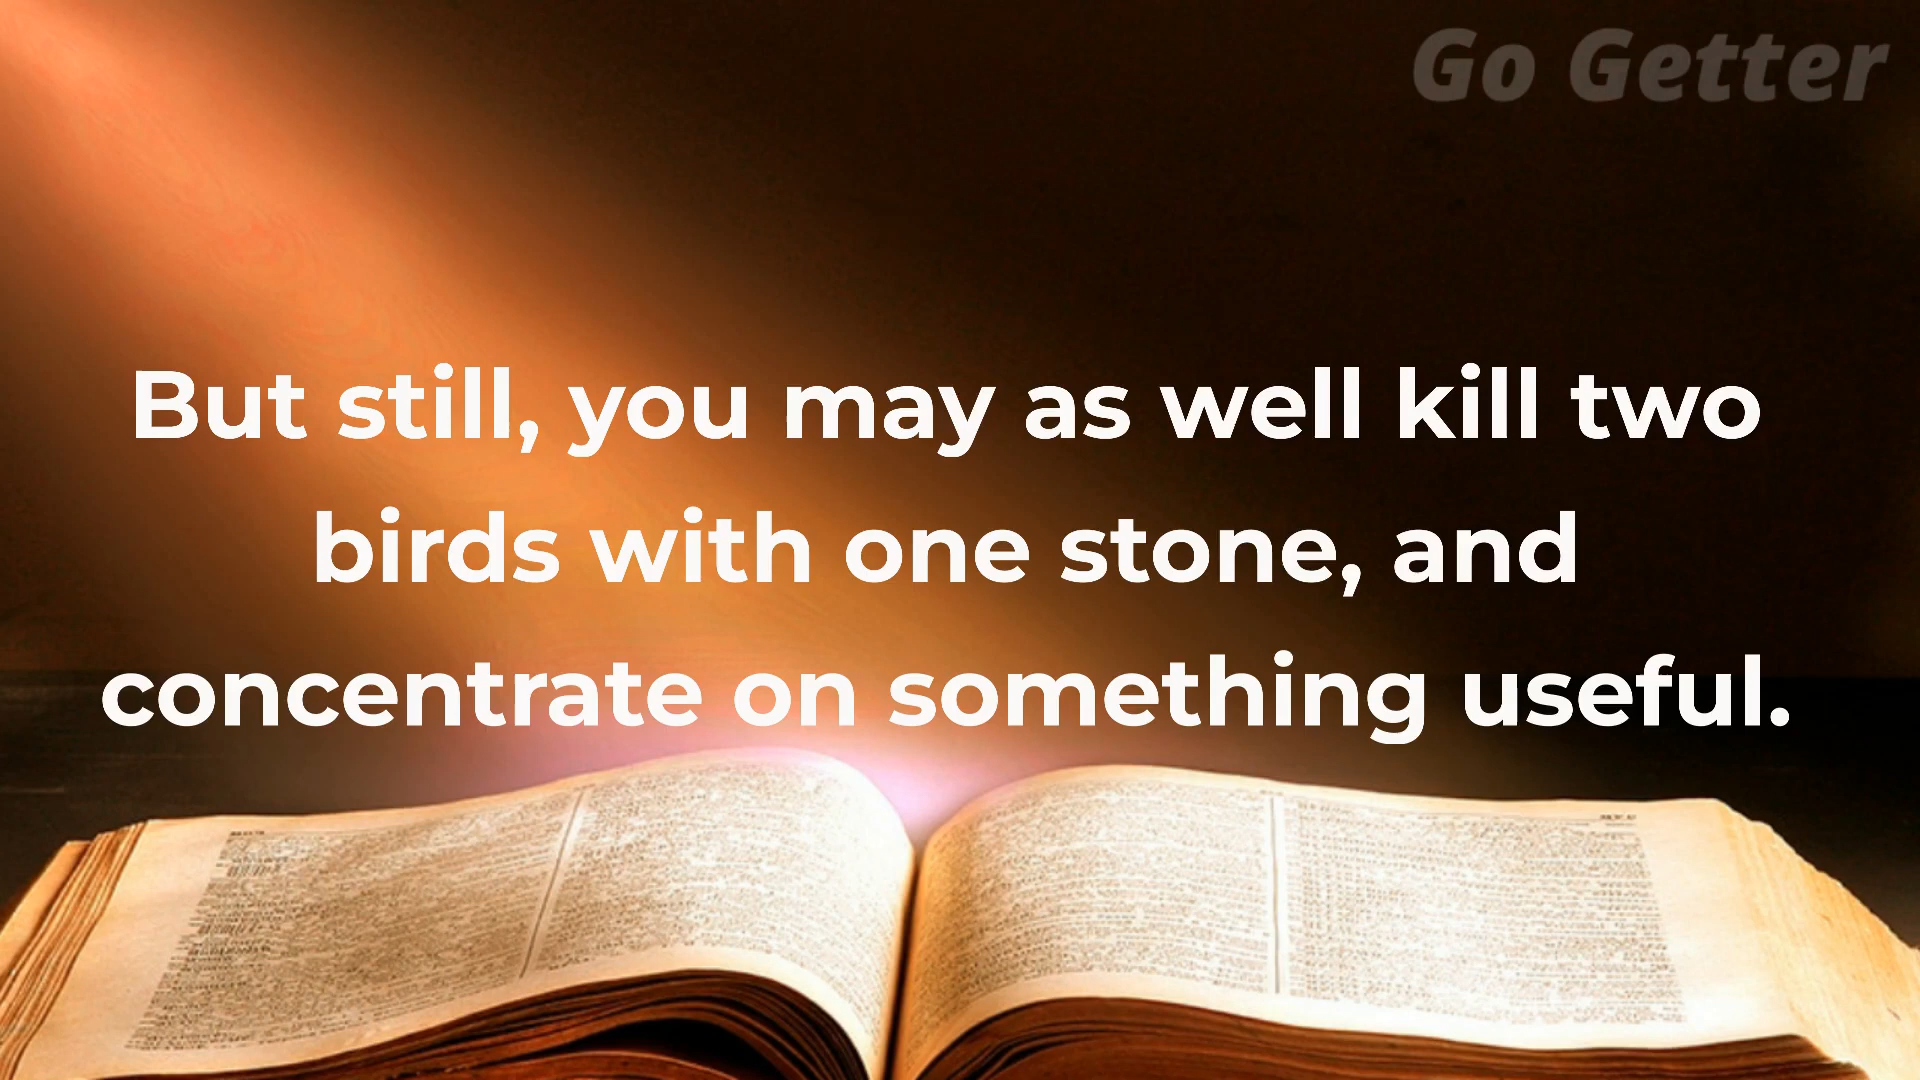 Go Getter
But still, you may as well kill two
birds with one stone, and
concentrate on something useful.